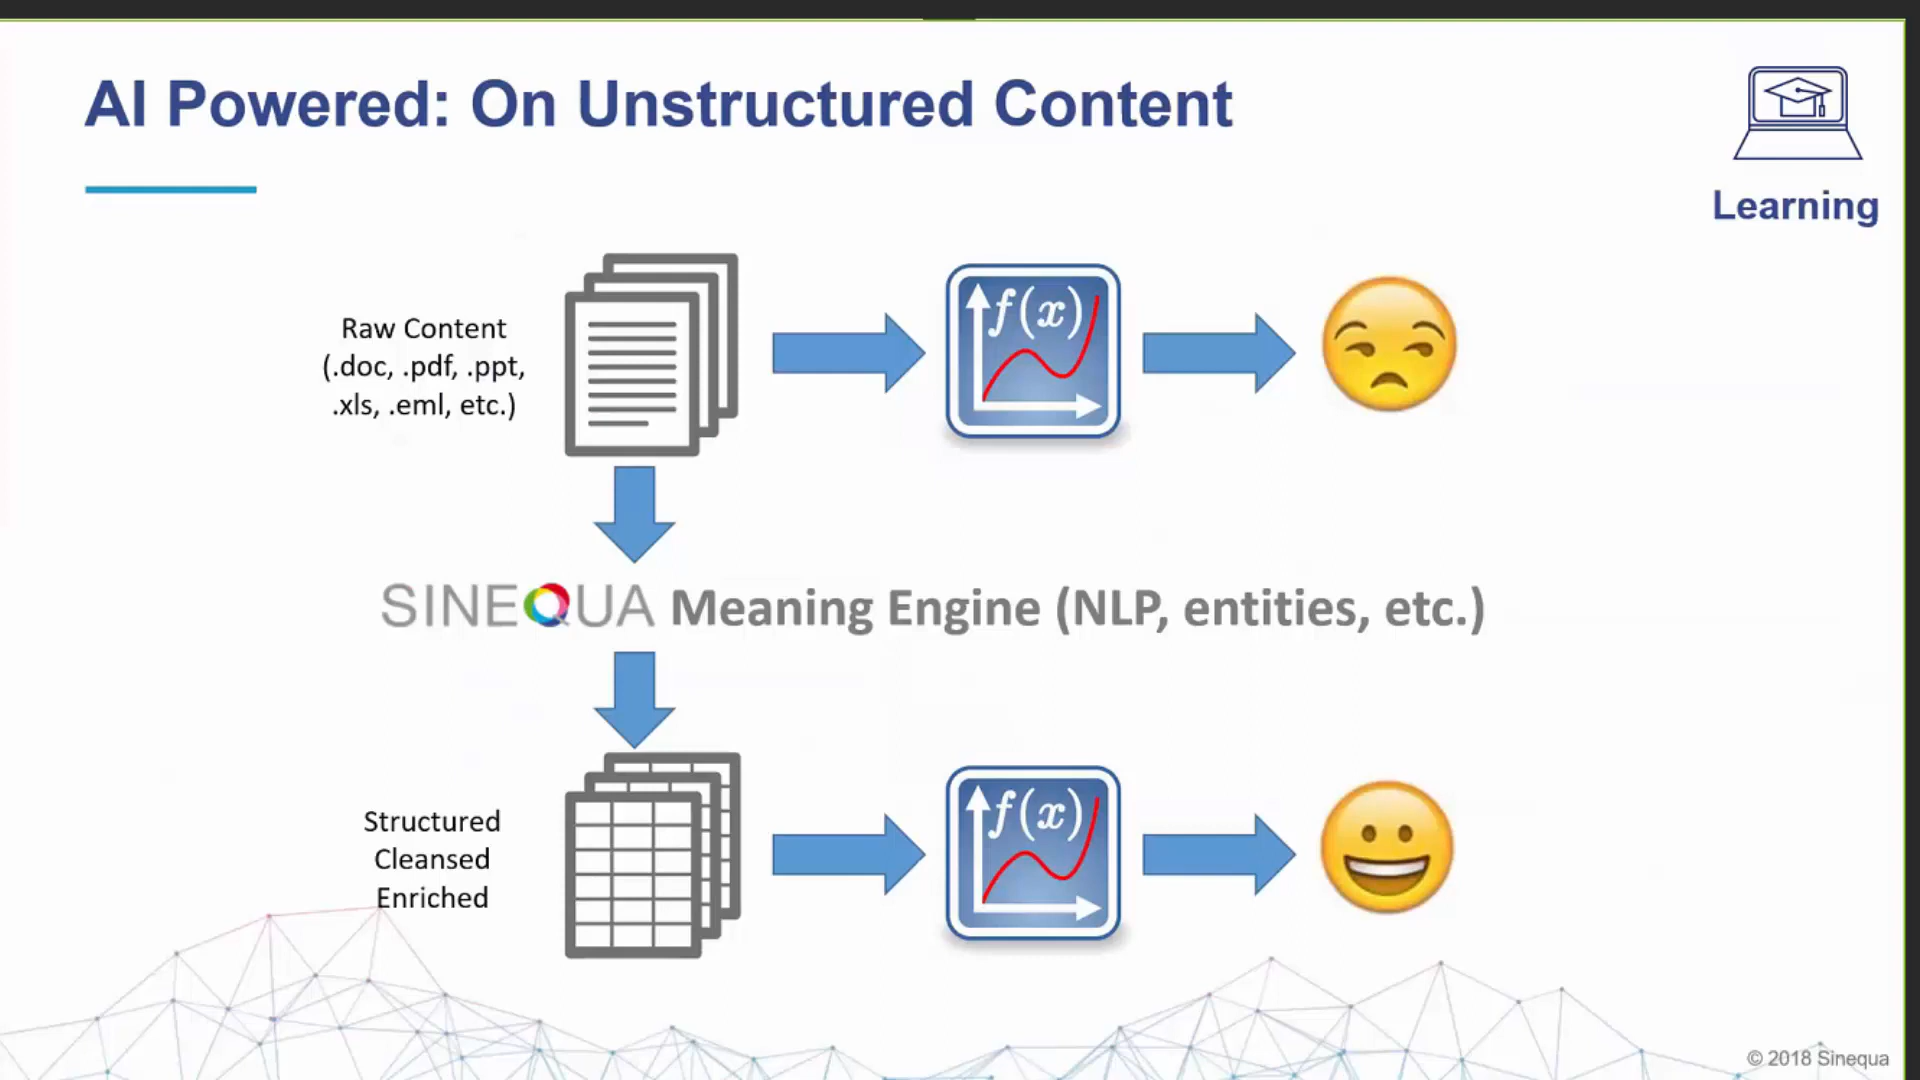 AI Powered: On Unstructured Content
Learning
Raw Content
(.doc, .pdf, .ppt,
.xls, .eml, etc.)
f(x)
SINEQUA Meaning Engine (NLP, entities, etc.)
Structured
Cleansed
Enriched
f(x)
© 2018 Sinequa